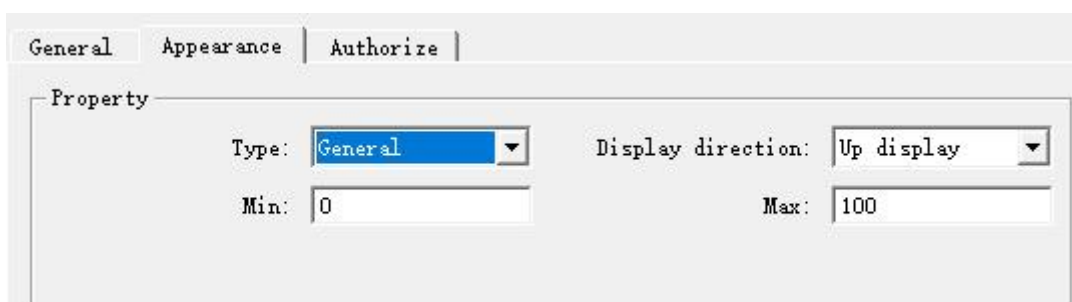 General Appearance Authorize
Property
Type: General Display direction: Up display
Min: 0 Max: 100